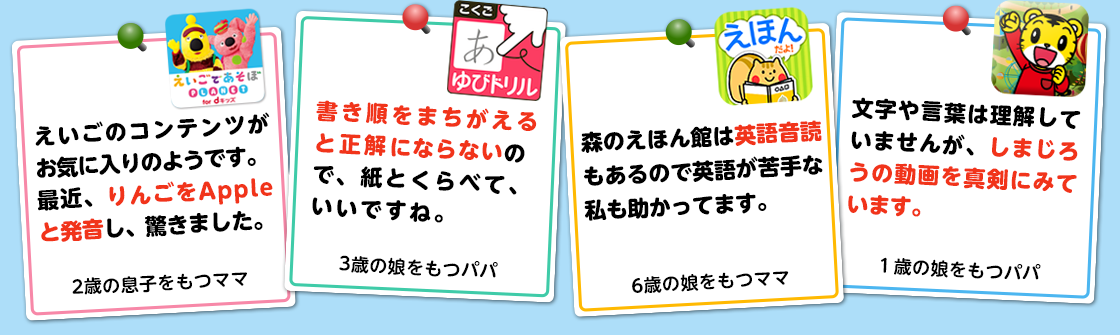 えいごであそぼ
PLANET
for dキッズ
えいごのコンテンツが
お気に入りのようです。
最近、りんごをApple
と発音し、驚きました。
2歳の息子をもつママ
こくご
あ
ゆびドリル
書き順をまちがえる
と正解にならないの
で、紙とくらべて、
いいですね。
3歳の娘をもつパパ
えほん
だよ!
森のえほん館は英語音読
もあるので英語が苦手な
私も助かってます。
6歳の娘をもつママ
文字や言葉は理解して
いませんが、しまじろ
うの動画を真剣にみて
います。
1歳の娘をもつパパ